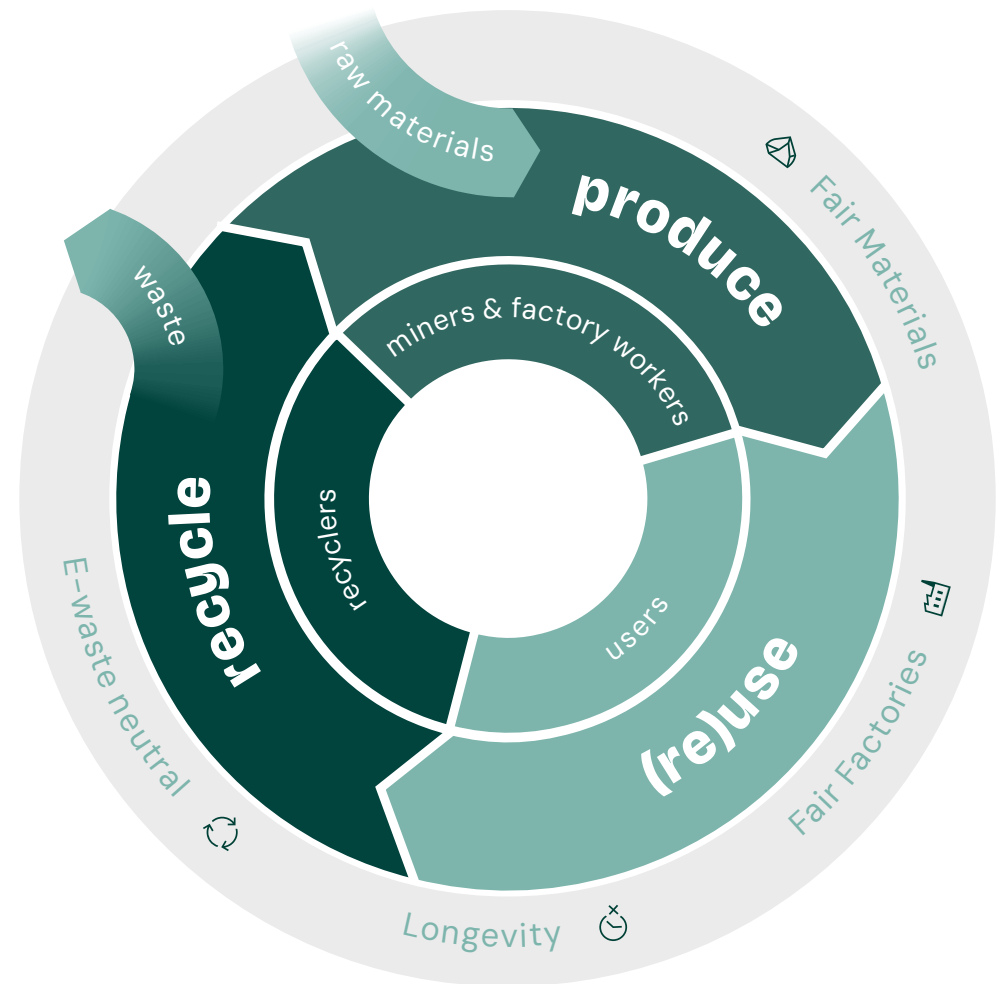 raw materials
produce
miners & factory workers
Fair Materials
waste
recycle
recyclers
users
(re)use
Fair Factories
E-waste neutral
Longevity